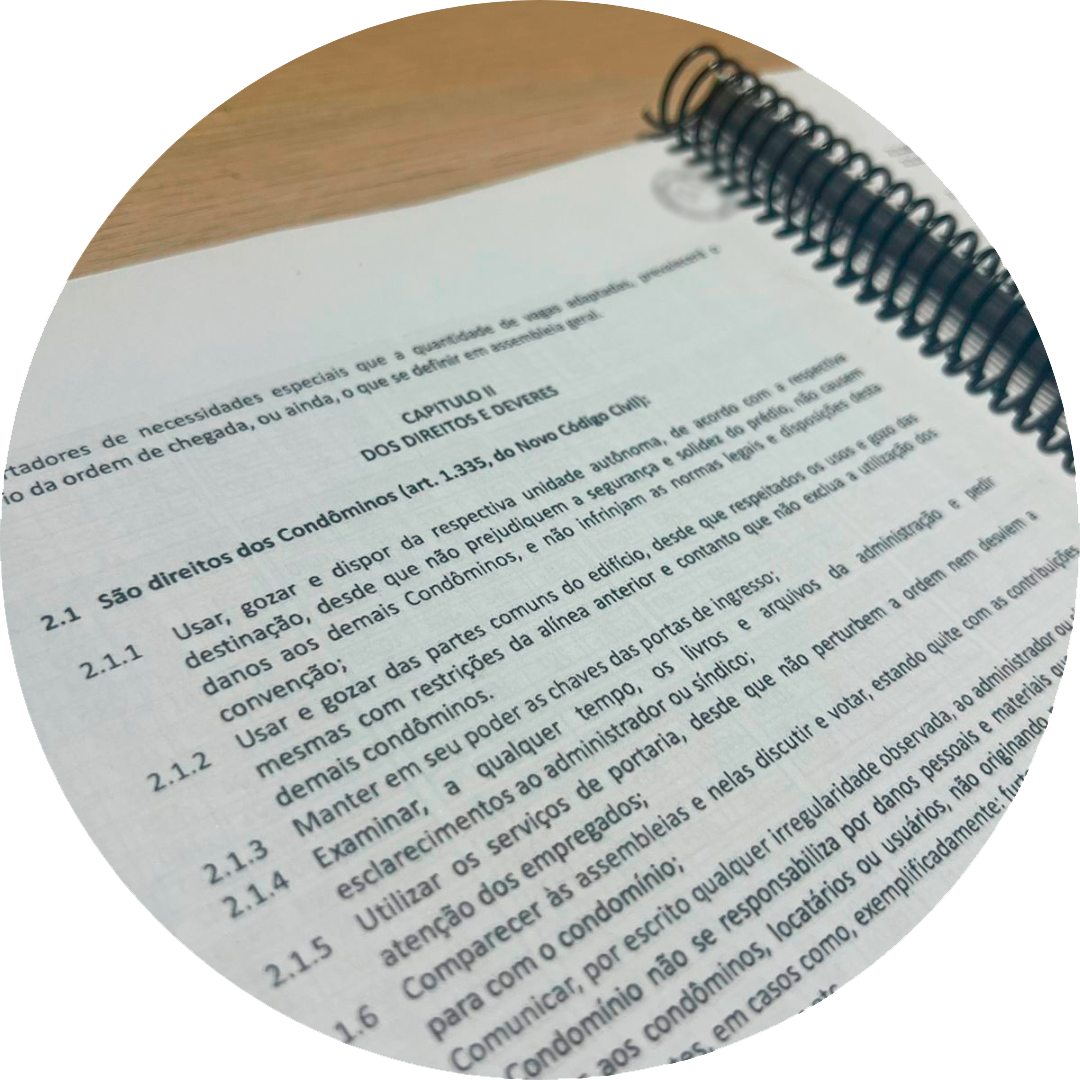 tadores de necessidades especiais que a quantidade de vagas adaptadas, prevalecerá o
io da ordem de chegada, ou ainda, o que se definir em assembleia geral.
CAPITULO II
DOS DIREITOS E DEVERES
2.1 São direitos dos Condôminos (art. 1.335, do Novo Código Civil):
2.1.1 Usar, gozar e dispor da respectiva unidade autônoma, de acordo com a respectiva
destinação, desde que não prejudiquem a segurança e solidez do prédio, não causem
danos aos demais Condôminos, e não infrinjam as normas legais e disposições desta
convenção;
2.1.2 Usar e gozar das partes comuns do edifício, desde que respeitados os usos e gozo das
mesmas com restrições da alínea anterior e contanto que não exclua a utilização dos
demais condôminos.
2.1.3 Manter em seu poder as chaves das portas de ingresso;
2.1.4 Examinar, a qualquer tempo, os livros e arquivos da administração e pedir
esclarecimentos ao administrador ou síndico;
2.1.5 Utilizar os serviços de portaria, desde que não perturbem a ordem nem desviem a
atenção dos empregados;
1.6 Comparecer às assembleias e nelas discutir e votar, estando quite com as contribuições
para com o condomínio;
Comunicar, por escrito qualquer irregularidade observada, ao administrador ou
Condomínio não se responsabiliza por danos pessoais e materiais
aos condôminos, locatários ou usuários, não originando
em casos como, exemplificadamente: